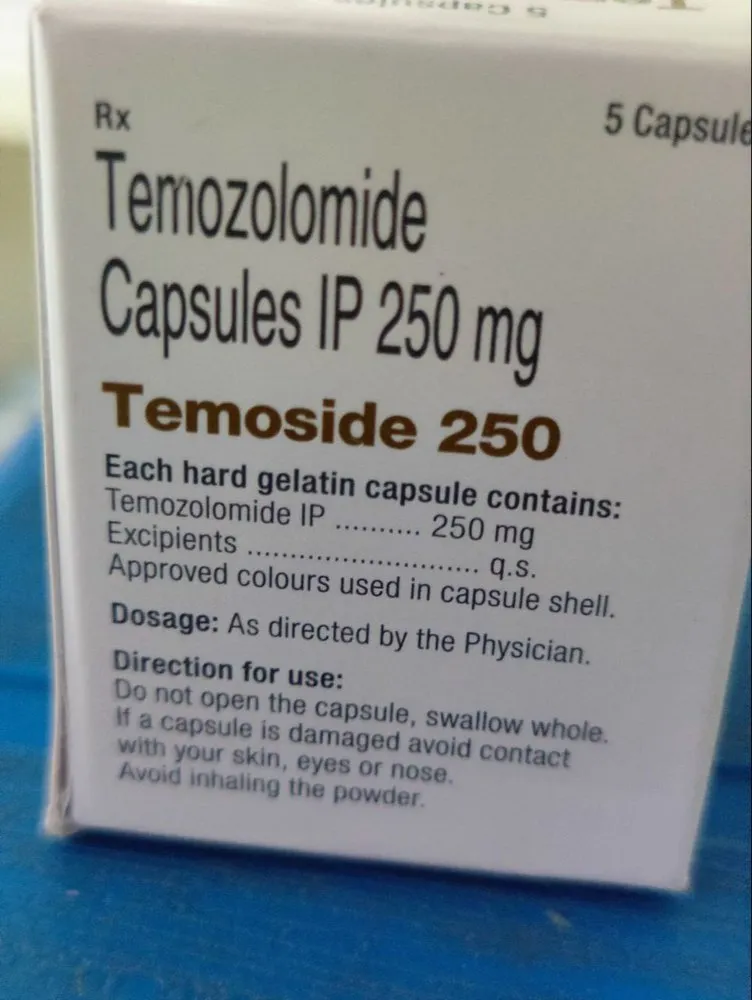 5 Capsules
Rx
5 Capsule
Temozolomide
Capsules IP 250 mg
Temoside 250
Each hard gelatin capsule contains:
Temozolomide IP .......... 250 mg
Excipients ............................ q.s.
Approved colours used in capsule shell.
Dosage: As directed by the Physician.
Direction for use:
Do not open the capsule, swallow whole.
If a capsule is damaged avoid contact
with your skin, eyes or nose.
Avoid inhaling the powder.